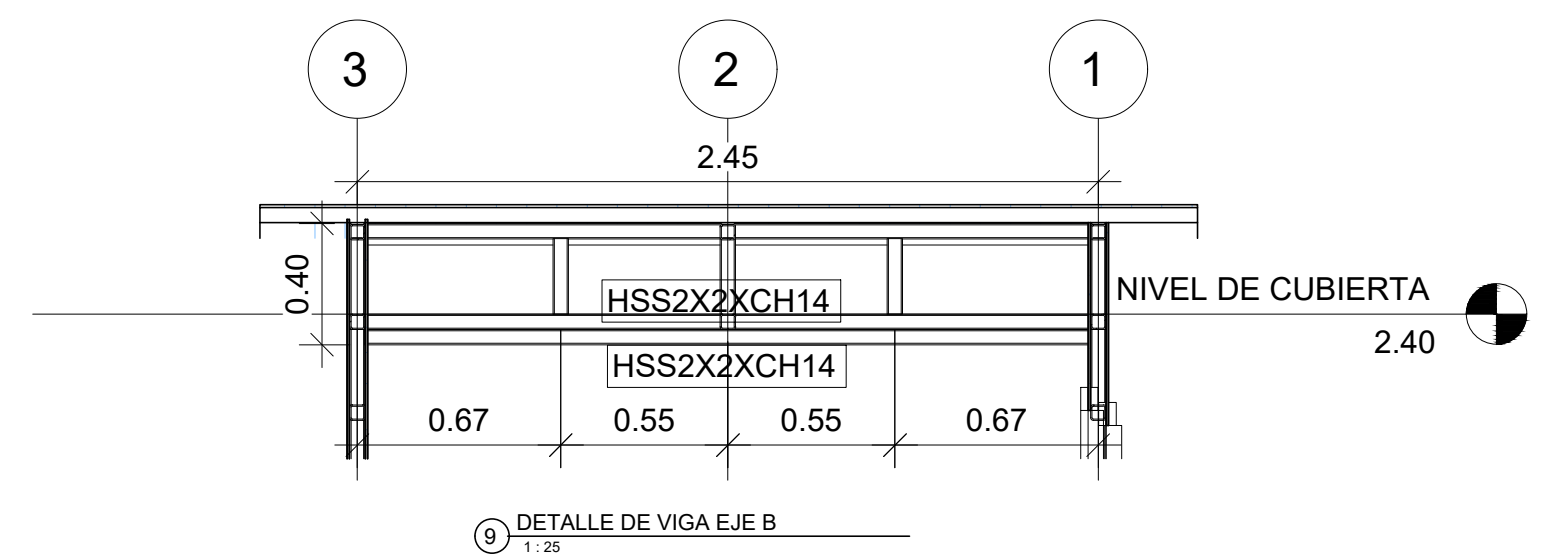 3
2
1
2.45
0.40
HSS2X2XCH14
NIVEL DE CUBIERTA
2.40
HSS2X2XCH14
0.67
0.55
0.55
0.67
9
DETALLE DE VIGA EJE B
1 : 25